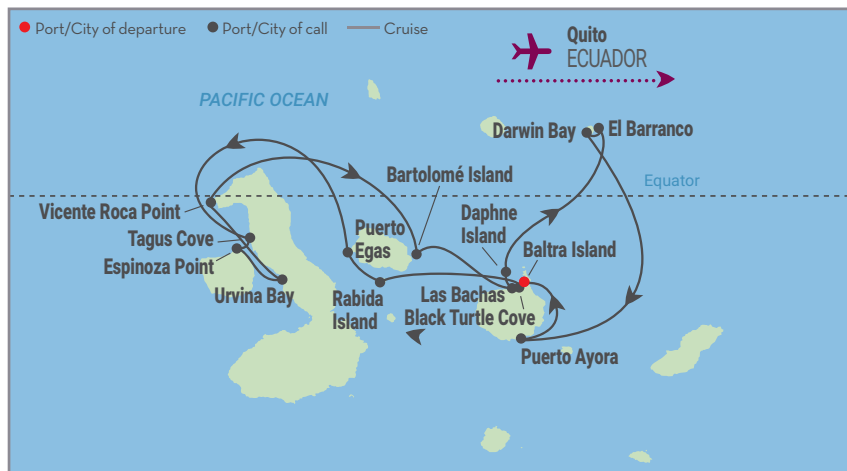 Port/City of departure
Port/City of call
Cruise
Quito
ECUADOR
PACIFIC OCEAN
Darwin Bay
El Barranco
Bartolomé Island
Equator
Vicente Roca Point
Daphne
Island
Puerto
Egas
Tagus Cove
Baltra Island
Espinoza Point
Urvina Bay
Rabida
Island
Las Bachas
Black Turtle Cove
Puerto Ayora